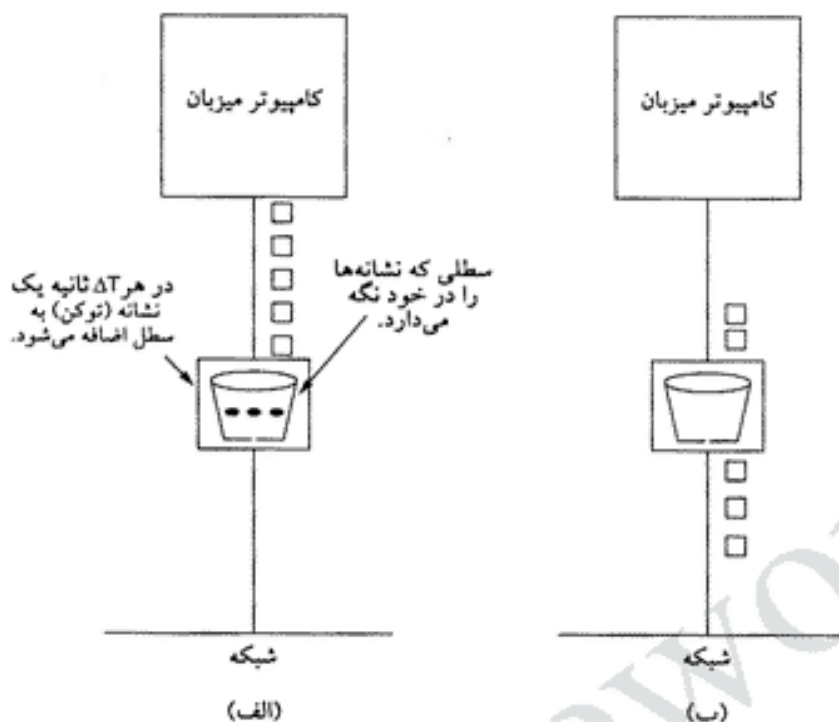 کامپیوتر میزبان
کامپیوتر میزبان
در هر ΔT ثانیه یک
نشانه (توکن) به
سطل اضافه می‌شود.
سطلی که نشانه‌ها
را در خود نگه
می‌دارد.
شبکه
شبکه
(الف)
(ب)